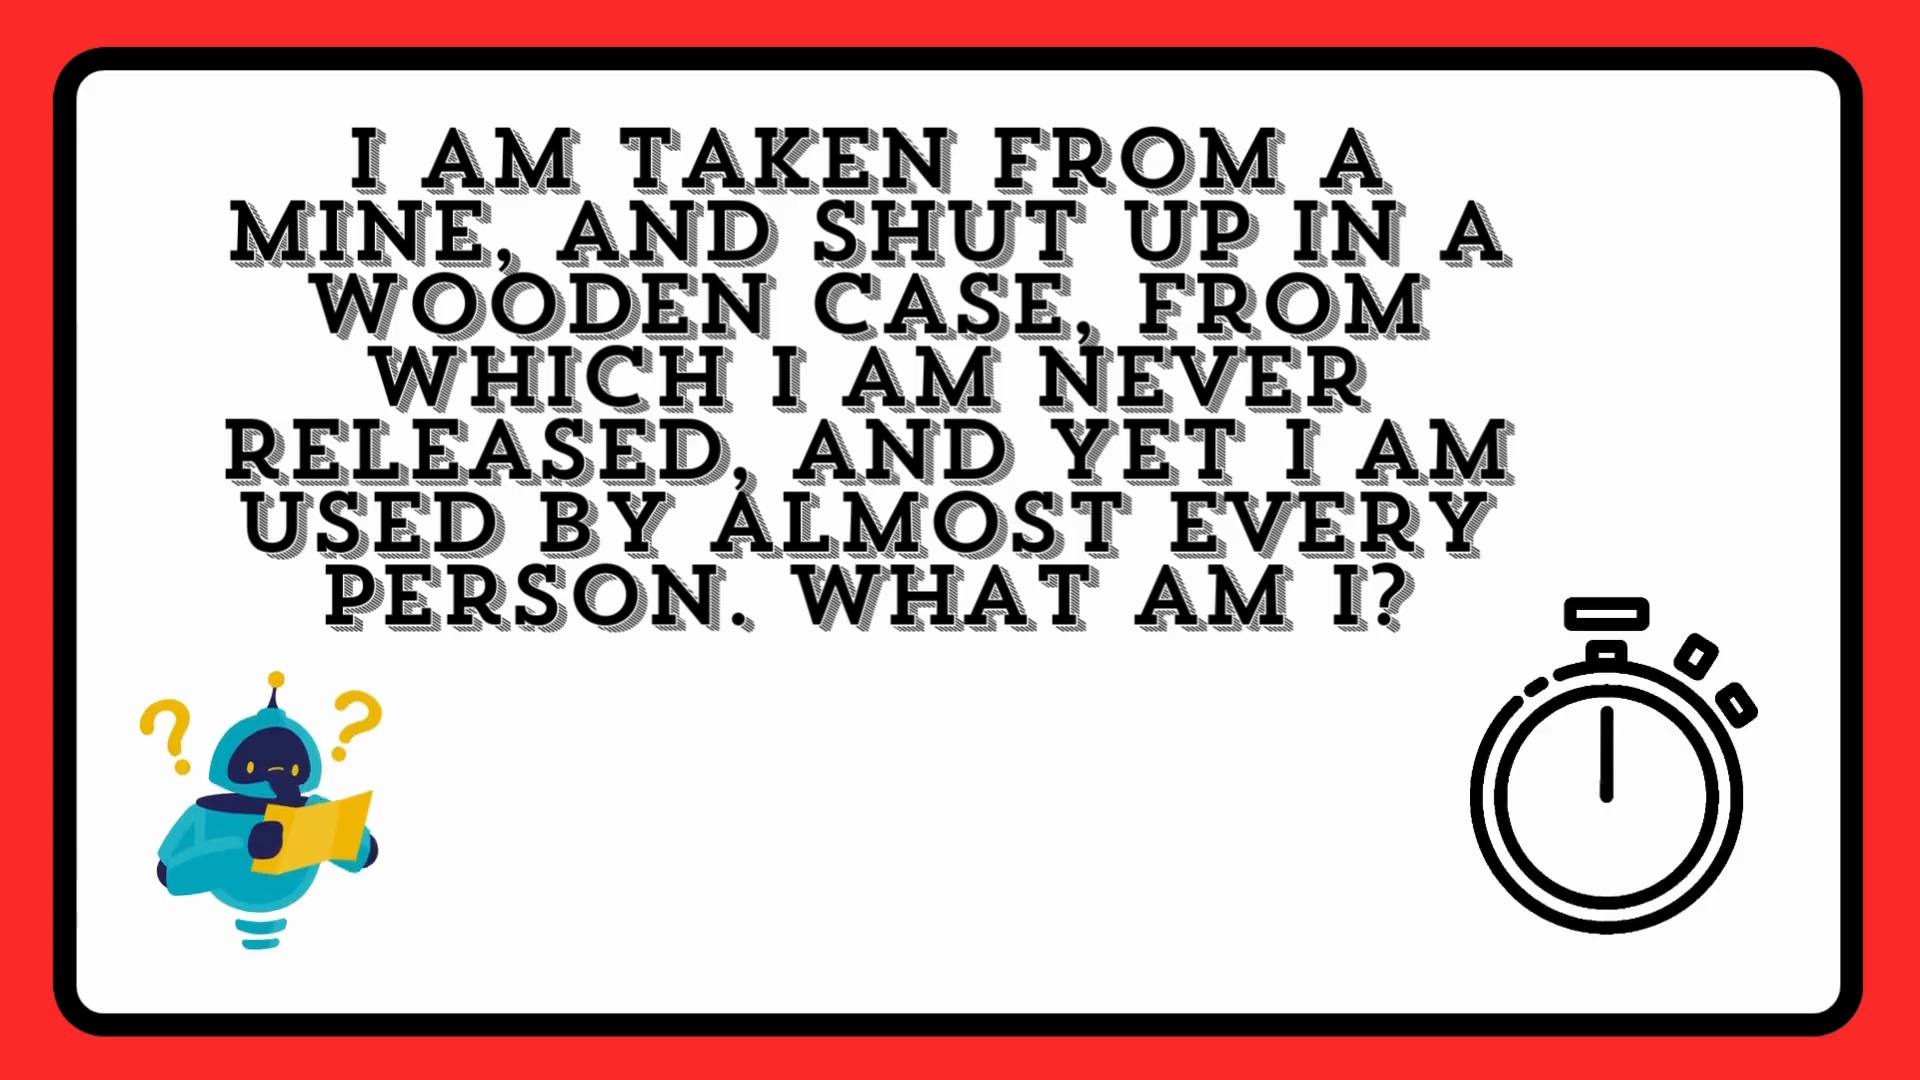 I AM TAKEN FROM A
MINE, AND SHUT UP IN A
WOODEN CASE, FROM
WHICH I AM NEVER
RELEASED, AND YET I AM
USED BY ALMOST EVERY
PERSON. WHAT AM I?
? ?